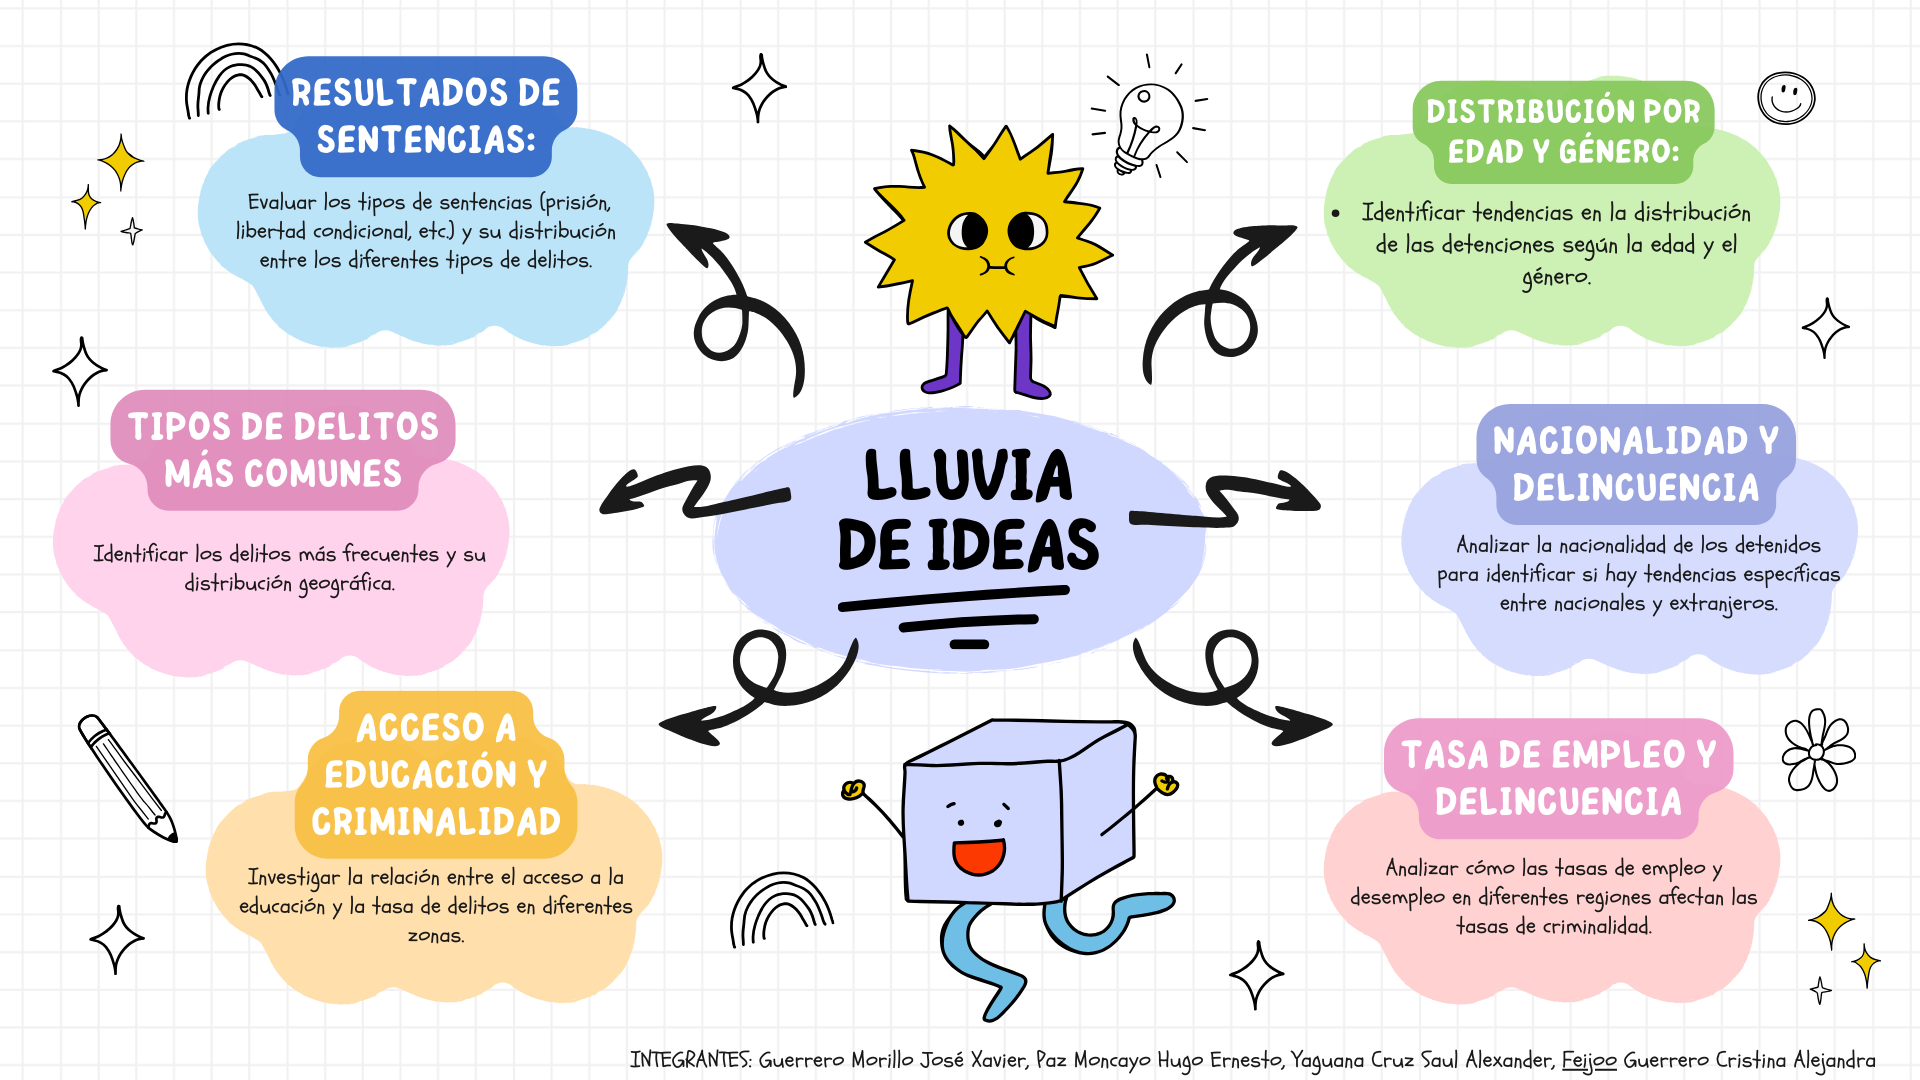 RESULTADOS DE
SENTENCIAS:
Evaluar los tipos de sentencias (prisión,
libertad condicional, etc.) y su distribución
entre los diferentes tipos de delitos.
DISTRIBUCIÓN POR
EDAD Y GÉNERO:
• Identificar tendencias en la distribución
de las detenciones según la edad y el
género.
TIPOS DE DELITOS
MÁS COMUNES
Identificar los delitos más frecuentes y su
distribución geográfica.
LLUVIA
DE IDEAS
NACIONALIDAD Y
DELINCUENCIA
Analizar la nacionalidad de los detenidos
para identificar si hay tendencias específicas
entre nacionales y extranjeros.
ACCESO A
EDUCACIÓN Y
CRIMINALIDAD
Investigar la relación entre el acceso a la
educación y la tasa de delitos en diferentes
zonas.
TASA DE EMPLEO Y
DELINCUENCIA
Analizar cómo las tasas de empleo y
desempleo en diferentes regiones afectan las
tasas de criminalidad.
INTEGRANTES: Guerrero Morillo José Xavier, Paz Moncayo Hugo Ernesto, Yaguana Cruz Saul Alexander, Feijoo Guerrero Cristina Alejandra